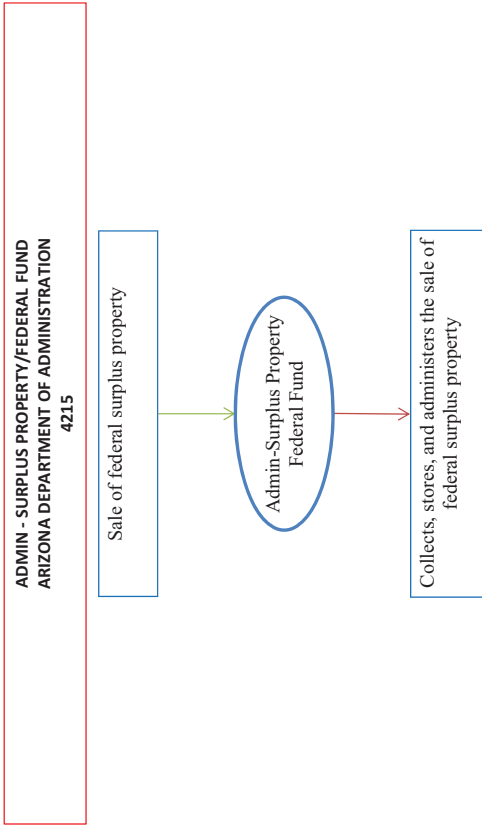 ADMIN - SURPLUS PROPERTY/FEDERAL FUND
ARIZONA DEPARTMENT OF ADMINISTRATION
4215
Sale of federal surplus property
Admin-Surplus Property
Federal Fund
Collects, stores, and administers the sale of
federal surplus property